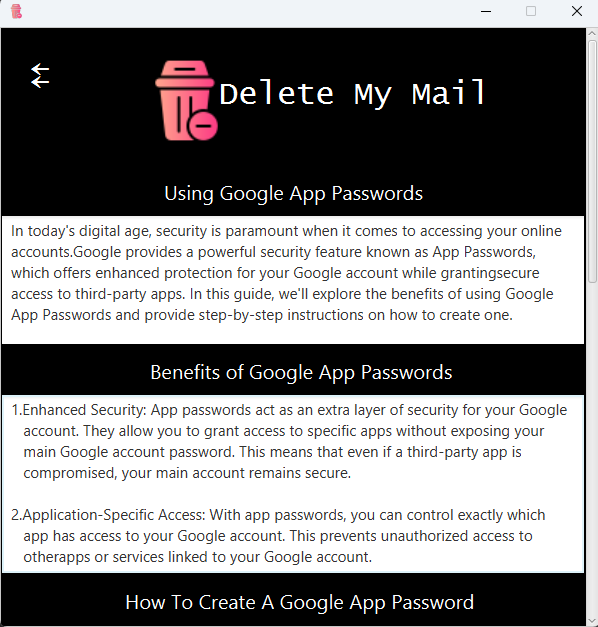 Delete My Mail
Using Google App Passwords
In today's digital age, security is paramount when it comes to accessing your online
accounts.Google provides a powerful security feature known as App Passwords,
which offers enhanced protection for your Google account while grantingsecure
access to third-party apps. In this guide, we'll explore the benefits of using Google
App Passwords and provide step-by-step instructions on how to create one.
Benefits of Google App Passwords
1.Enhanced Security: App passwords act as an extra layer of security for your Google
account. They allow you to grant access to specific apps without exposing your
main Google account password. This means that even if a third-party app is
compromised, your main account remains secure.
2.Application-Specific Access: With app passwords, you can control exactly which
app has access to your Google account. This prevents unauthorized access to
otherapps or services linked to your Google account.
How To Create A Google App Password